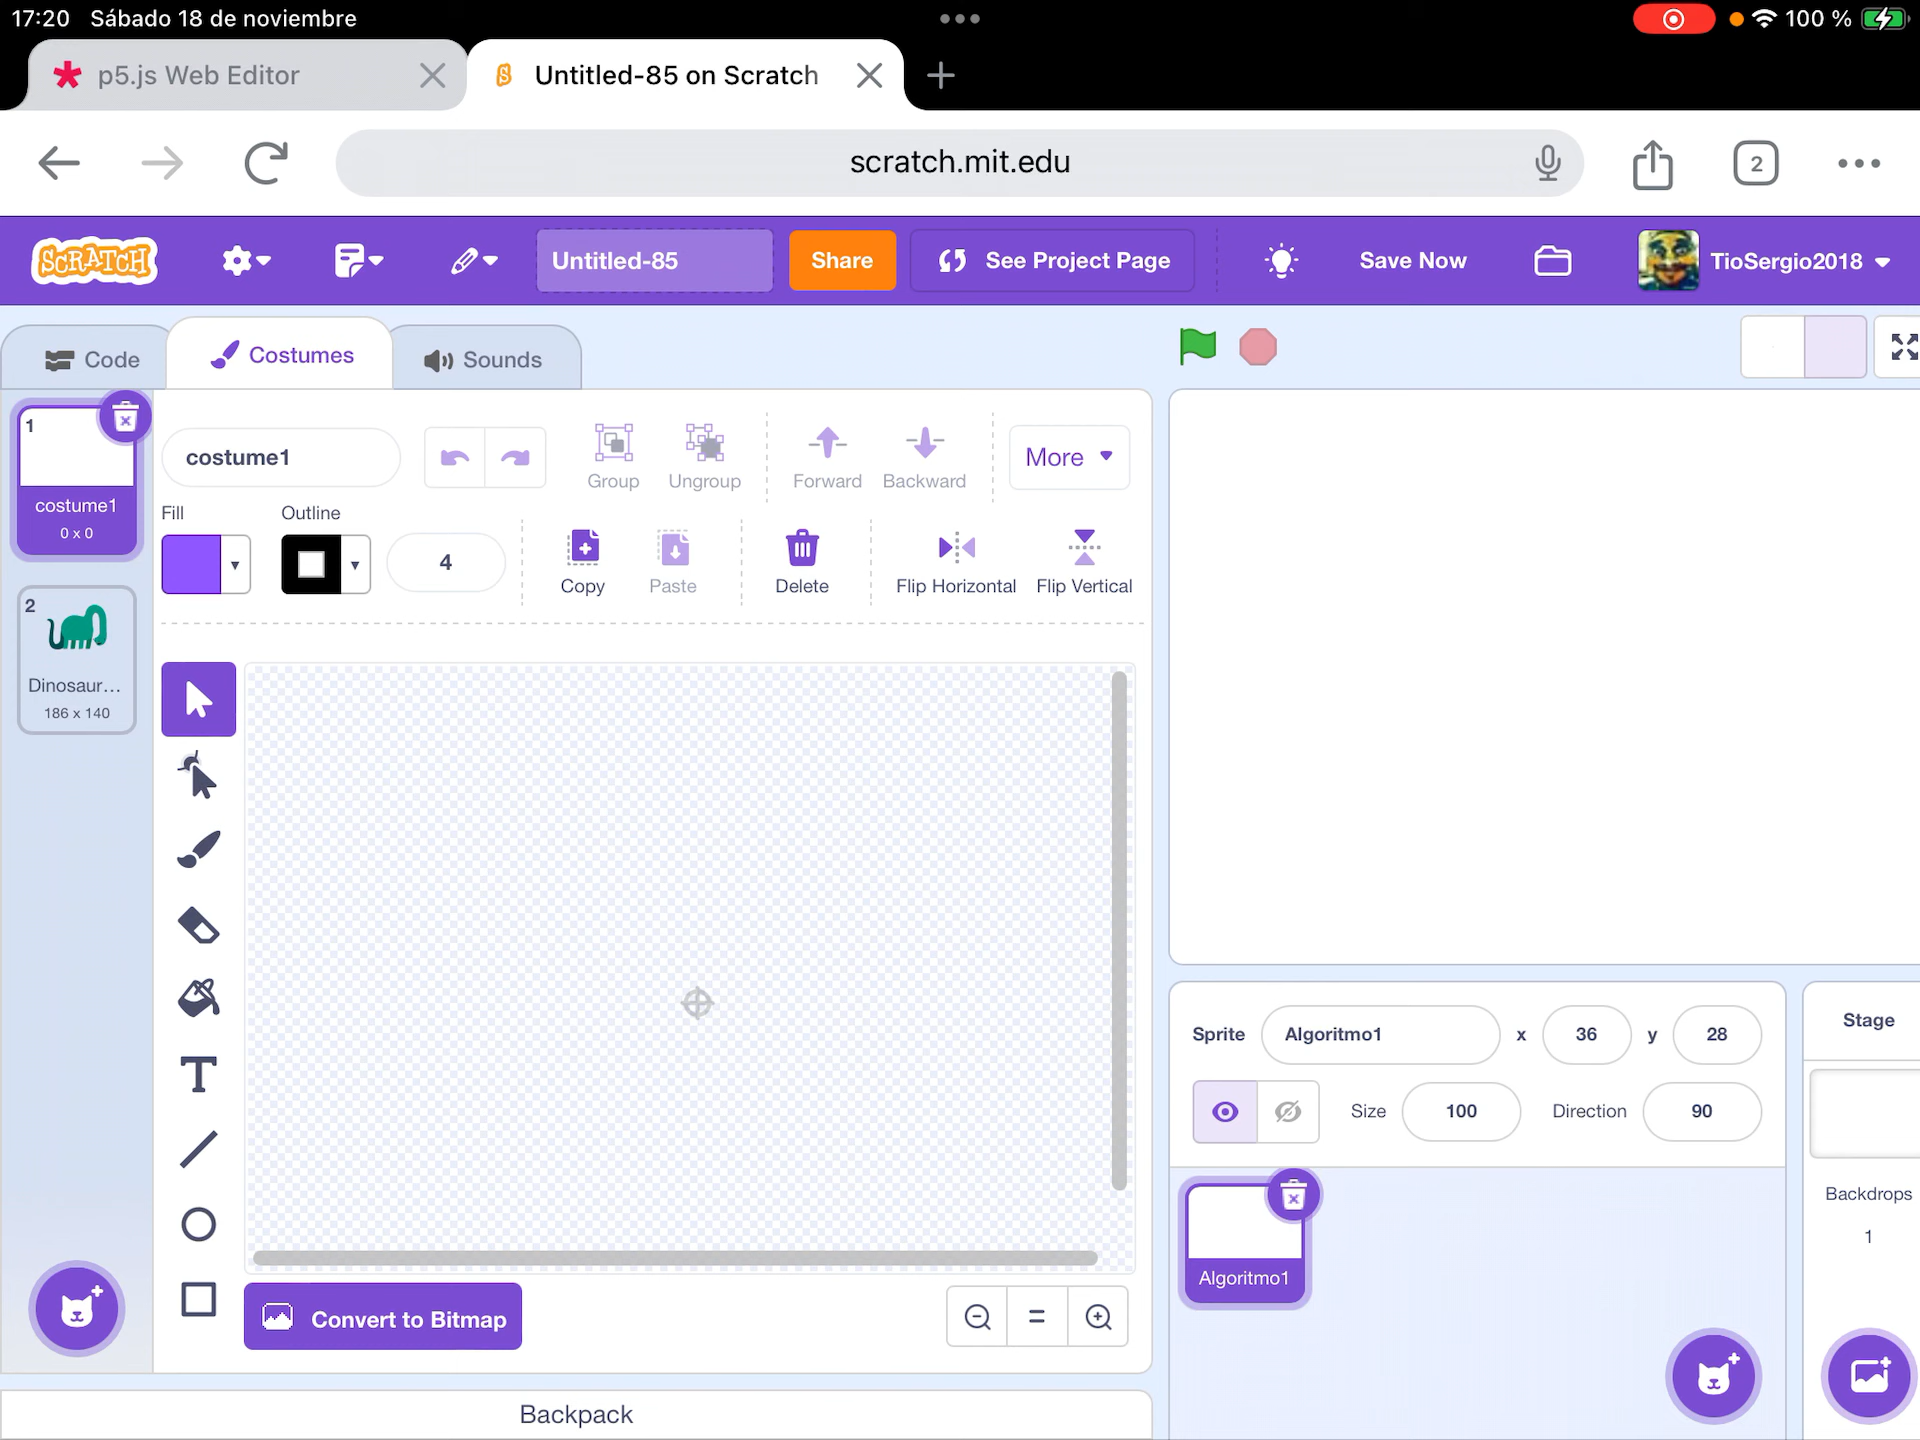 17:20 Sábado 18 de noviembre
100 %
p5.js Web Editor
Untitled-85 on Scratch
scratch.mit.edu
2
SCRATCH
Untitled-85
Share
See Project Page
Save Now
TioSergio2018
Code
Costumes
Sounds
1
costume1
0 x 0
2
Dinosaur...
186 x 140
costume1
Group
Ungroup
Forward
Backward
More
Fill
Outline
4
Copy
Paste
Delete
Flip Horizontal
Flip Vertical
T
Convert to Bitmap
=
Backpack
Sprite
Algoritmo1
x
36
y
28
Size
100
Direction
90
Algoritmo1
Stage
Backdrops
1